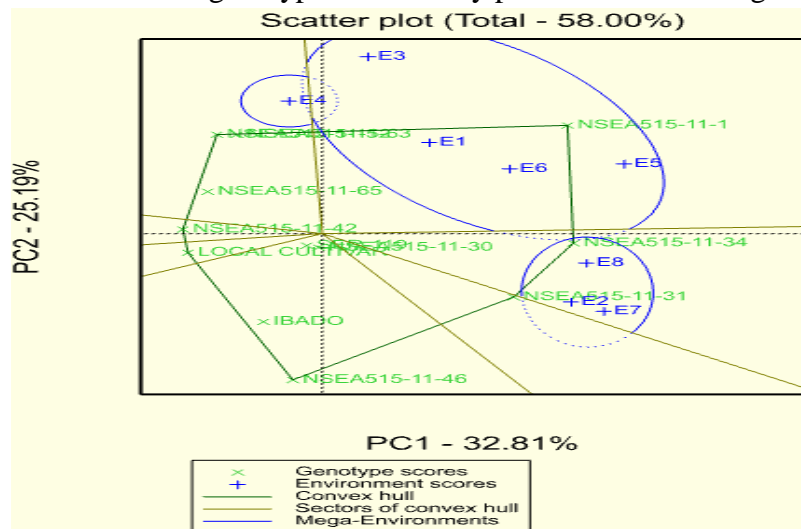 Scatter plot (Total - 58.00%)
E3
E4
NSEA515-11-1
E1
E6
E5
NSEA515-11-65
NSEA515-11-42
NSEA515-11-34
LOCAL CULTIVAR
515-11-30
E8
NSEA515-11-31
E2
E7
IBADO
NSEA515-11-46
PC2 - 25.19%
PC1 - 32.81%
Genotype scores
Environment scores
Convex hull
Sectors of convex hull
Mega-Environments